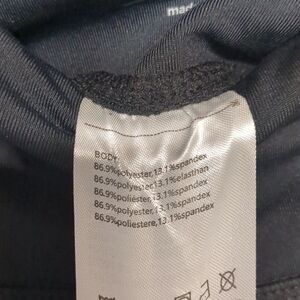 mad
BODY:
86.9%polyester,13.1%spandex
86.9%polyester,13.1%elasthan
86.9%poliéster,13.1%spandex
86.9%polyester,13.1%spandex
86.9%poliestere,13.1%spandex